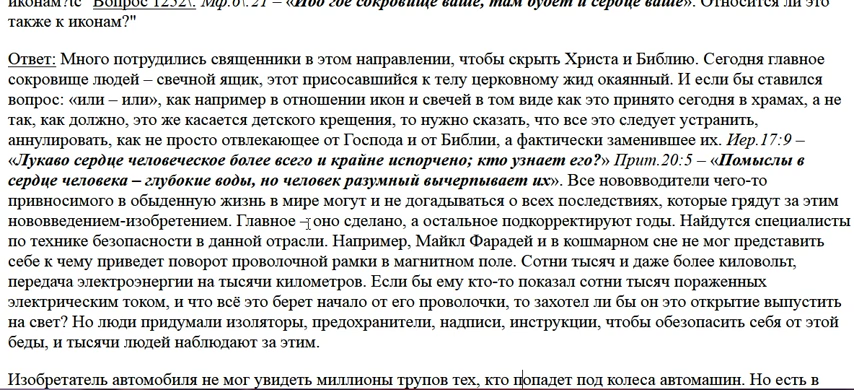 иконам?\с "Вопрос 1252\. Мф.6\:21 – «Ибо где сокровище ваше, там будет и сердце ваше». Относится ли это
также к иконам?"
Ответ: Много потрудились священники в этом направлении, чтобы скрыть Христа и Библию. Сегодня главное
сокровище людей – свечной ящик, этот присосавшийся к телу церковному жид окаянный. И если бы ставился
вопрос: «или – или», как например в отношении икон и свечей в том виде как это принято сегодня в храмах, а не
так, как должно, это же касается детского крещения, то нужно сказать, что все это следует устранить,
аннулировать, как не просто отвлекающее от Господа и от Библии, а фактически заменившее их. Иер.17:9 –
«Лукаво сердце человеческое более всего и крайне испорчено; кто узнает его?» Прит.20:5 – «Помыслы в
сердце человека – глубокие воды, но человек разумный вычерпывает их». Все нововводители чего-то
привносимого в обыденную жизнь в мире могут и не догадываться о всех последствиях, которые грядут за этим
нововведением-изобретением. Главное – оно сделано, а остальное подкорректируют годы. Найдутся специалисты
по технике безопасности в данной отрасли. Например, Майкл Фарадей и в кошмарном сне не мог представить
себе к чему приведет поворот проволочной рамки в магнитном поле. Сотни тысяч и даже более киловольт,
передача электроэнергии на тысячи километров. Если бы ему кто-то показал сотни тысяч пораженных
электрическим током, и что всё это берет начало от его проволочки, то захотел ли бы он это открытие выпустить
на свет? Но люди придумали изоляторы, предохранители, надписи, инструкции, чтобы обезопасить себя от этой
беды, и тысячи людей наблюдают за этим.
Изобретатель автомобиля не мог увидеть миллионы трупов тех, кто попадет под колеса автомашин. Но есть в